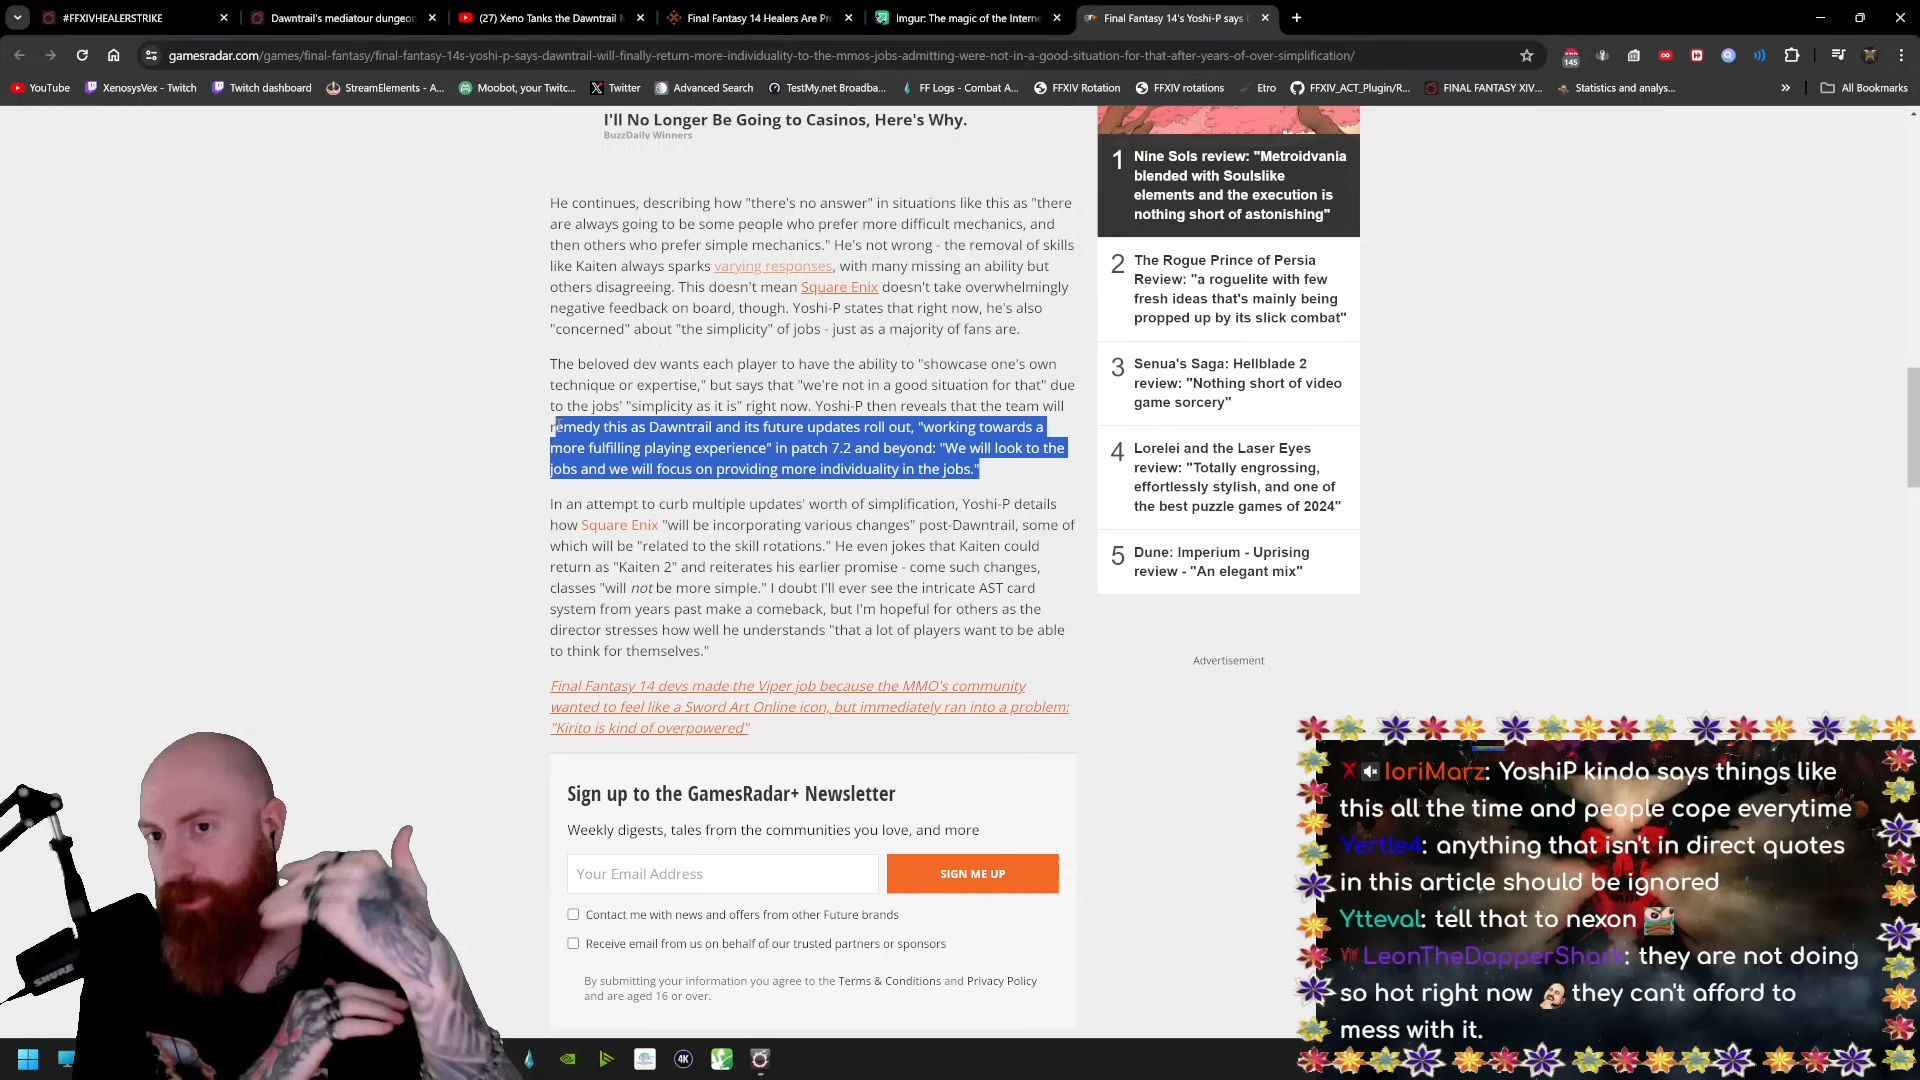 #FFXIVHEALERSTRIKE
Dawntrail's mediatour dungeon
(27) Xeno Tanks the Dawntrail
Final Fantasy 14 Healers Are Pr
Imgur: The magic of the Interne
Final Fantasy 14's Yoshi-P says
gamesradar.com/games/final-fantasy/final-fantasy-14s-yoshi-p-says-dawntrail-will-finally-return-more-individuality-to-the-mmos-jobs-admitting-were-not-in-a-good-situation-for-that-after-years-of-over-simplification/
145
YouTube
XenosysVex - Twitch
Twitch dashboard
StreamElements - A...
Moobot, your Twitc...
Twitter
Advanced Search
TestMy.net Broadba...
FF Logs - Combat A...
FFXIV Rotation
FFXIV rotations
Etro
FFXIV_ACT_Plugin/R...
FINAL FANTASY XIV...
Statistics and analys...
All Bookmarks
I'll No Longer Be Going to Casinos, Here's Why.
BuzzDaily Winners
He continues, describing how "there's no answer" in situations like this as "there
are always going to be some people who prefer more difficult mechanics, and
then others who prefer simple mechanics." He's not wrong - the removal of skills
like Kaiten always sparks varying responses, with many missing an ability but
others disagreeing. This doesn't mean Square Enix doesn't take overwhelmingly
negative feedback on board, though. Yoshi-P states that right now, he's also
"concerned" about "the simplicity" of jobs - just as a majority of fans are.
The beloved dev wants each player to have the ability to "showcase one's own
technique or expertise," but says that "we're not in a good situation for that" due
to the jobs' "simplicity as it is" right now. Yoshi-P then reveals that the team will
remedy this as Dawntrail and its future updates roll out, "working towards a
more fulfilling playing experience" in patch 7.2 and beyond: "We will look to the
jobs and we will focus on providing more individuality in the jobs."
In an attempt to curb multiple updates' worth of simplification, Yoshi-P details
how Square Enix "will be incorporating various changes" post-Dawntrail, some of
which will be "related to the skill rotations." He even jokes that Kaiten could
return as "Kaiten 2" and reiterates his earlier promise - come such changes,
classes "will not be more simple." I doubt I'll ever see the intricate AST card
system from years past make a comeback, but I'm hopeful for others as the
director stresses how well he understands "that a lot of players want to be able
to think for themselves."
Final Fantasy 14 devs made the Viper job because the MMO's community
wanted to feel like a Sword Art Online icon, but immediately ran into a problem:
"Kirito is kind of overpowered"
Sign up to the GamesRadar+ Newsletter
Weekly digests, tales from the communities you love, and more
Your Email Address
SIGN ME UP
Contact me with news and offers from other Future brands
Receive email from us on behalf of our trusted partners or sponsors
By submitting your information you agree to the Terms & Conditions and Privacy Policy
and are aged 16 or over.
1
Nine Sols review: "Metroidvania
blended with Soulslike
elements and the execution is
nothing short of astonishing"
2
The Rogue Prince of Persia
Review: "a roguelite with few
fresh ideas that's mainly being
propped up by its slick combat"
3
Senua's Saga: Hellblade 2
review: "Nothing short of video
game sorcery"
4
Lorelei and the Laser Eyes
review: "Totally engrossing,
effortlessly stylish, and one of
the best puzzle games of 2024"
5
Dune: Imperium - Uprising
review - "An elegant mix"
Advertisement
IoriMarz: YoshiP kinda says things like
this all the time and people cope everytime
Yertle4: anything that isn't in direct quotes
in this article should be ignored
Ytteval: tell that to nexon
LeonTheDapperShark: they are not doing
so hot right now they can't afford to
mess with it.
SHURE
4K